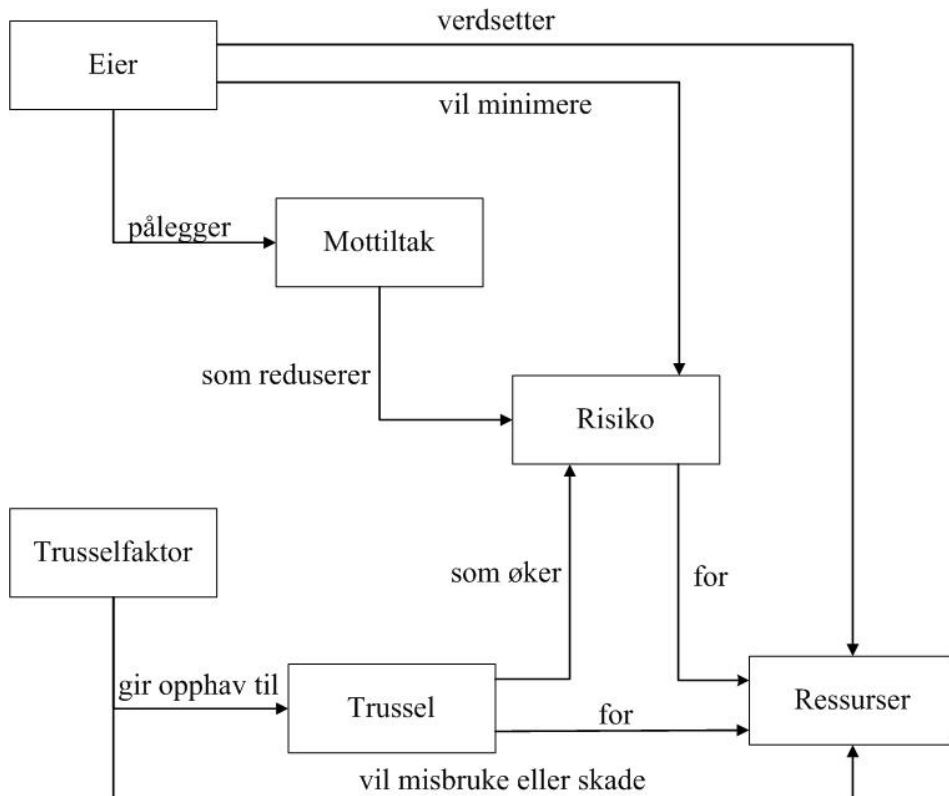 verdsetter
Eier
vil minimere
pålegger
Mottiltak
som reduserer
Risiko
Trusselfaktor
som øker
for
gir opphav til
Trussel
for
Ressurser
vil misbruke eller skade